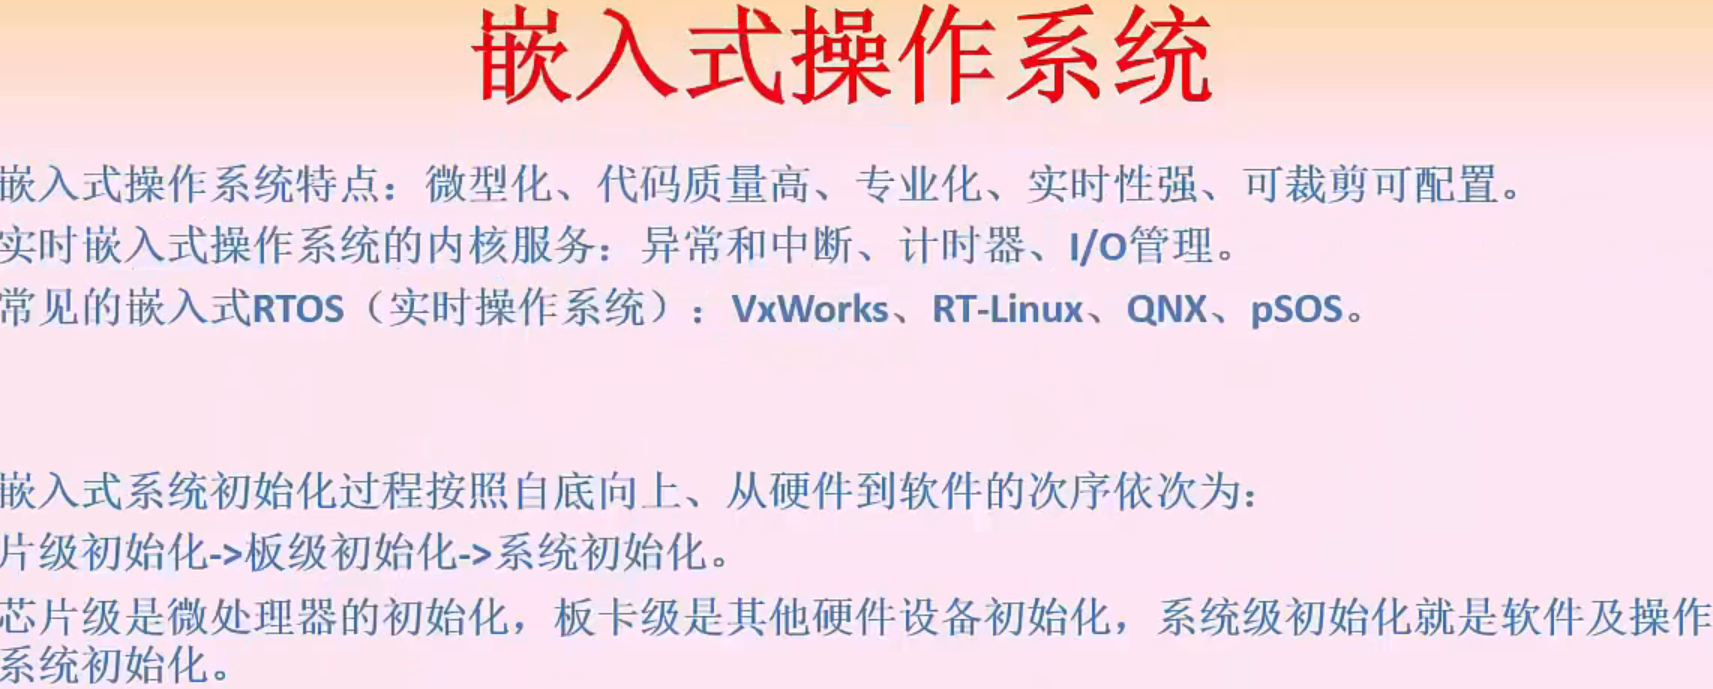 嵌入式操作系统
嵌入式操作系统特点：微型化、代码质量高、专业化、实时性强、可裁剪可配置。
实时嵌入式操作系统的内核服务：异常和中断、计时器、I/O管理。
常见的嵌入式RTOS（实时操作系统）：VxWorks、RT-Linux、QNX、pSOS。
嵌入式系统初始化过程按照自底向上、从硬件到软件的次序依次为：
片级初始化->板级初始化->系统初始化。
芯片级是微处理器的初始化，板卡级是其他硬件设备初始化，系统级初始化就是软件及操作
系统初始化。